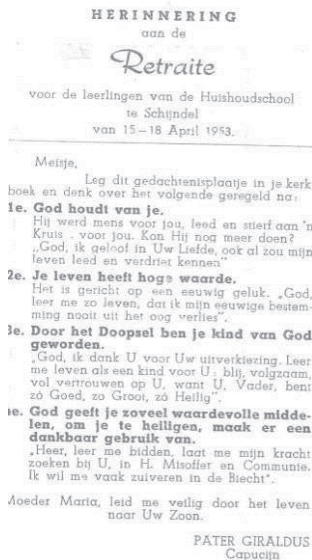 HERINNERING
aan de
Retraite
voor de leerlingen van de Huishoudschool
te Schijndel
van 15-18 April 1953.
Meisje,
Leg dit gedachtenisplaatje in je kerk
boek en denk over het volgende geregeld na:
1e. God houdt van je.
Hij werd mens voor jou, leed en stierf aan 'n
Kruis . voor jou. Kon Hij nog meer doen?
„God, ik geloof in Uw Liefde, ook al zou mijn
leven leed en verdriet kennen"
2e. Je leven heeft hoge waarde.
Het is gericht op een eeuwig geluk. „God,
leer me zo leven, dat ik mijn eeuwige bestem-
ming nooit uit het oog verlies".
3e. Door het Doopsel ben je kind van God
geworden.
„God, ik dank U voor Uw uitverkiezing. Leer
me leven als een kind voor U: blij, volgzaam,
vol vertrouwen op U, want U, Vader, bent
zó Goed, zo Groot, zó Heilig".
4e. God geeft je zoveel waardevolle midde-
len, om je te heiligen, maak er een
dankbaar gebruik van.
„Heer, leer me bidden, laat me mijn kracht
zoeken bij U, in H. Misoffer en Communie.
Ik wil me vaak zuiveren in de Biecht".
Moeder Maria, leid me veilig door het leven
naar Uw Zoon.
PATER GIRALDUS
Capucijn